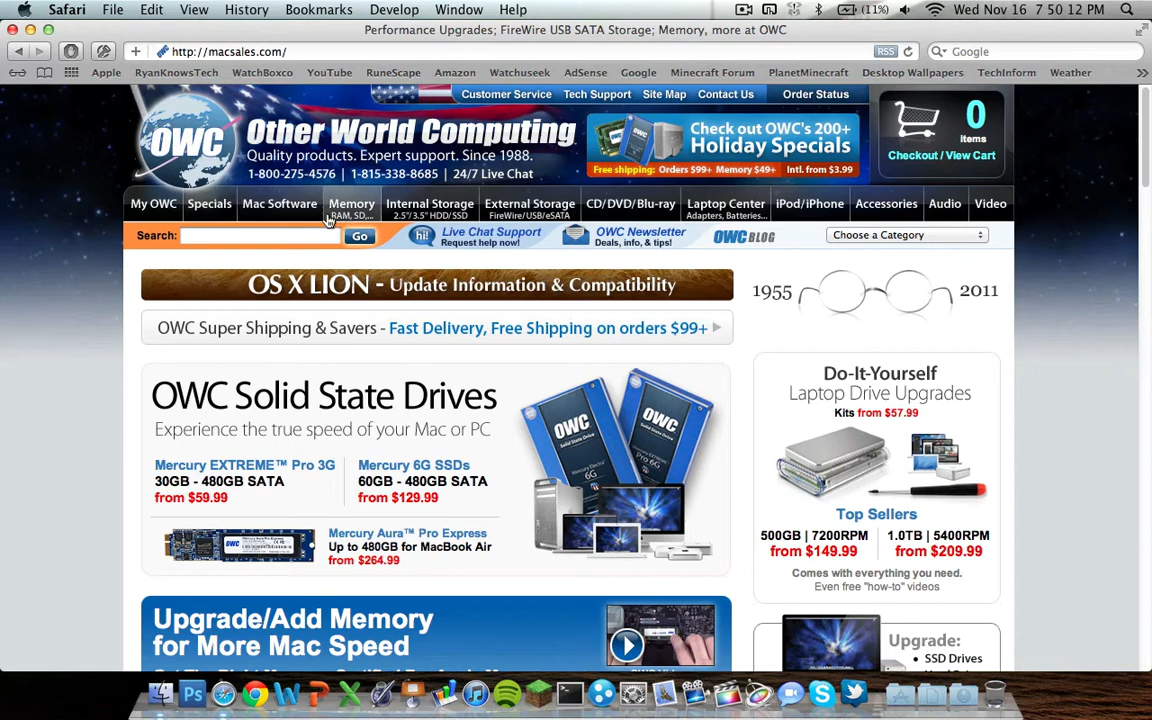 Safari File Edit View History Bookmarks Develop Window Help (11%) Wed Nov 16 7 50 12 PM
Performance Upgrades; FireWire USB SATA Storage; Memory, more at OWC
http://macsales.com/ RSS Google
Apple RyanKnowsTech WatchBoxco YouTube RuneScape Amazon Watchuseek AdSense Google Minecraft Forum PlanetMinecraft Desktop Wallpapers TechInform Weather
Customer Service Tech Support Site Map Contact Us Order Status
OWC
Other World Computing
Quality products. Expert support. Since 1988.
1-800-275-4576 | 1-815-338-8685 | 24/7 Live Chat
Check out OWC's 200+
Holiday Specials
Free shipping: Orders $99+ Memory $49+ Intl. from $3.99
0
items
Checkout / View Cart
My OWC Specials Mac Software Memory Internal Storage External Storage CD/DVD/Blu-ray Laptop Center iPod/iPhone Accessories Audio Video
RAM, SD,... 2.5"/3.5" HDD/SSD FireWire/USB/eSATA Adapters, Batteries...
Search: Go
hi! Live Chat Support
Request help now!
OWC Newsletter
Deals, info, & tips!
OWC BLOG
Choose a Category
OS X LION - Update Information & Compatibility
1955 2011
OWC Super Shipping & Savers - Fast Delivery, Free Shipping on orders $99+
OWC Solid State Drives
Experience the true speed of your Mac or PC
Mercury EXTREME™ Pro 3G
30GB - 480GB SATA
from $59.99
Mercury 6G SSDs
60GB - 480GB SATA
from $129.99
Mercury Aura™ Pro Express
Up to 480GB for MacBook Air
from $264.99
OWC
OWC
Do-It-Yourself
Laptop Drive Upgrades
Kits from $57.99
Top Sellers
500GB | 7200RPM
from $149.99
1.0TB | 5400RPM
from $209.99
Comes with everything you need.
Even free "how-to" videos
Upgrade/Add Memory
for More Mac Speed
Upgrade:
• SSD Drives